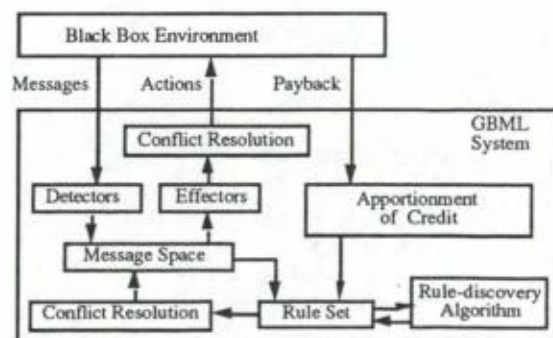 Black Box Environment
Messages
Actions
Payback
GBML
System
Conflict Resolution
Detectors
Effectors
Apportionment
of Credit
Message Space
Conflict Resolution
Rule Set
Rule-discovery
Algorithm